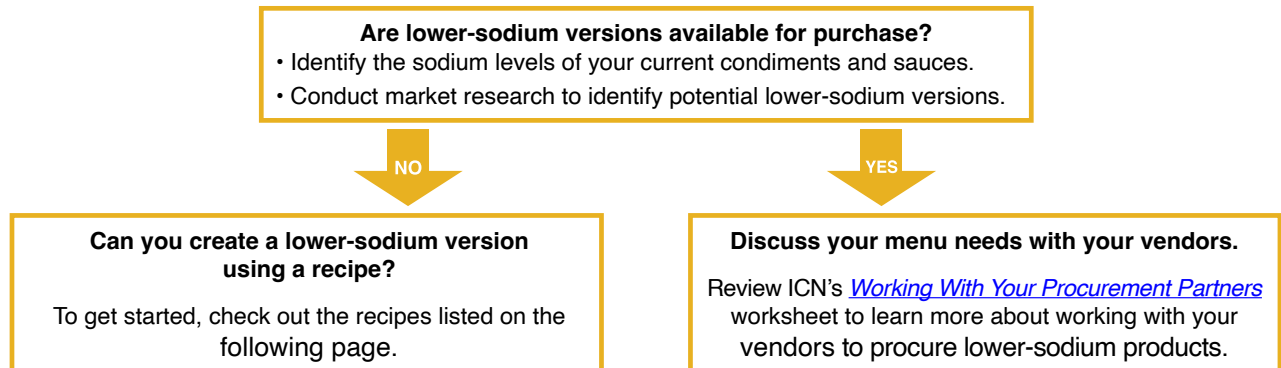 Are lower-sodium versions available for purchase?
• Identify the sodium levels of your current condiments and sauces.
• Conduct market research to identify potential lower-sodium versions.
NO
YES
Can you create a lower-sodium version
using a recipe?
To get started, check out the recipes listed on the
following page.
Discuss your menu needs with your vendors.
Review ICN’s Working With Your Procurement Partners
worksheet to learn more about working with your
vendors to procure lower-sodium products.